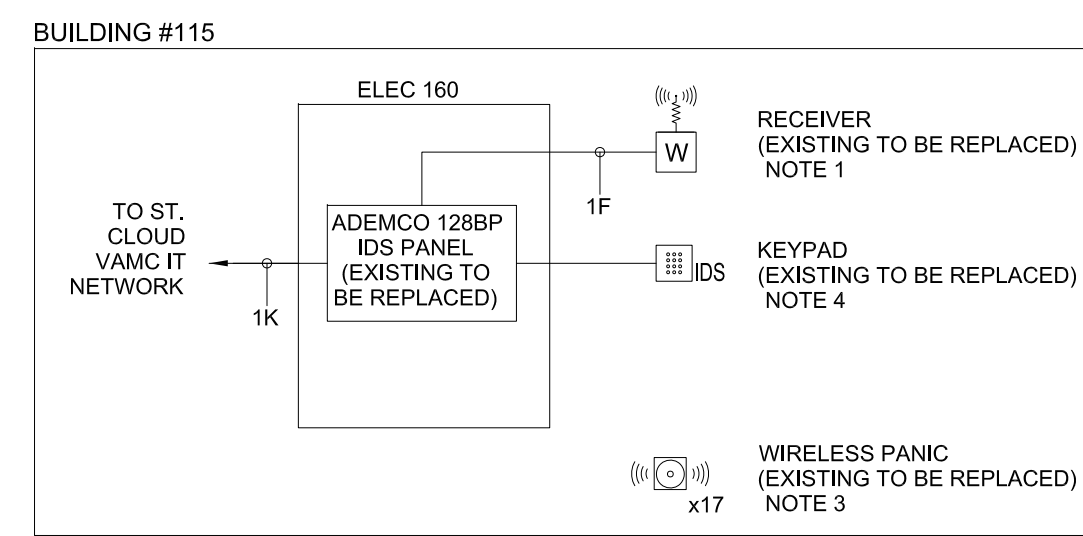 BUILDING #115
ELEC 160
RECEIVER
(EXISTING TO BE REPLACED)
NOTE 1
W
1F
TO ST.
CLOUD
VAMC IT
NETWORK
1K
ADEMCO 128BP
IDS PANEL
(EXISTING TO
BE REPLACED)
IDS
KEYPAD
(EXISTING TO BE REPLACED)
NOTE 4
x17
WIRELESS PANIC
(EXISTING TO BE REPLACED)
NOTE 3